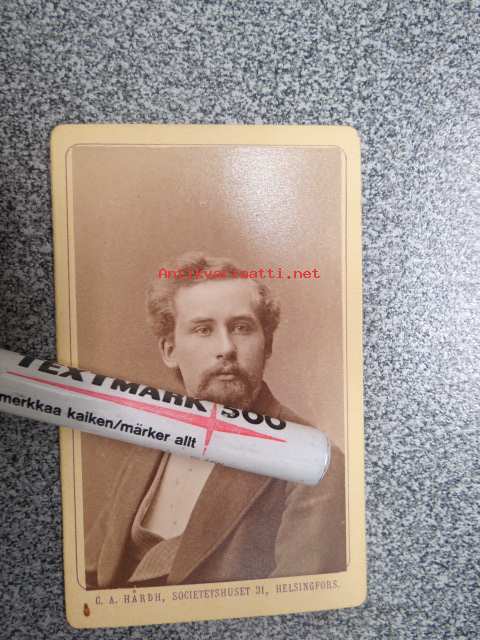 Antikvariaatti.net
TEXTMARK 500
merkkaa kaiken/märker allt
C. A. HÅRDH, SOCIETETSHUSET 31, HELSINGFORS.